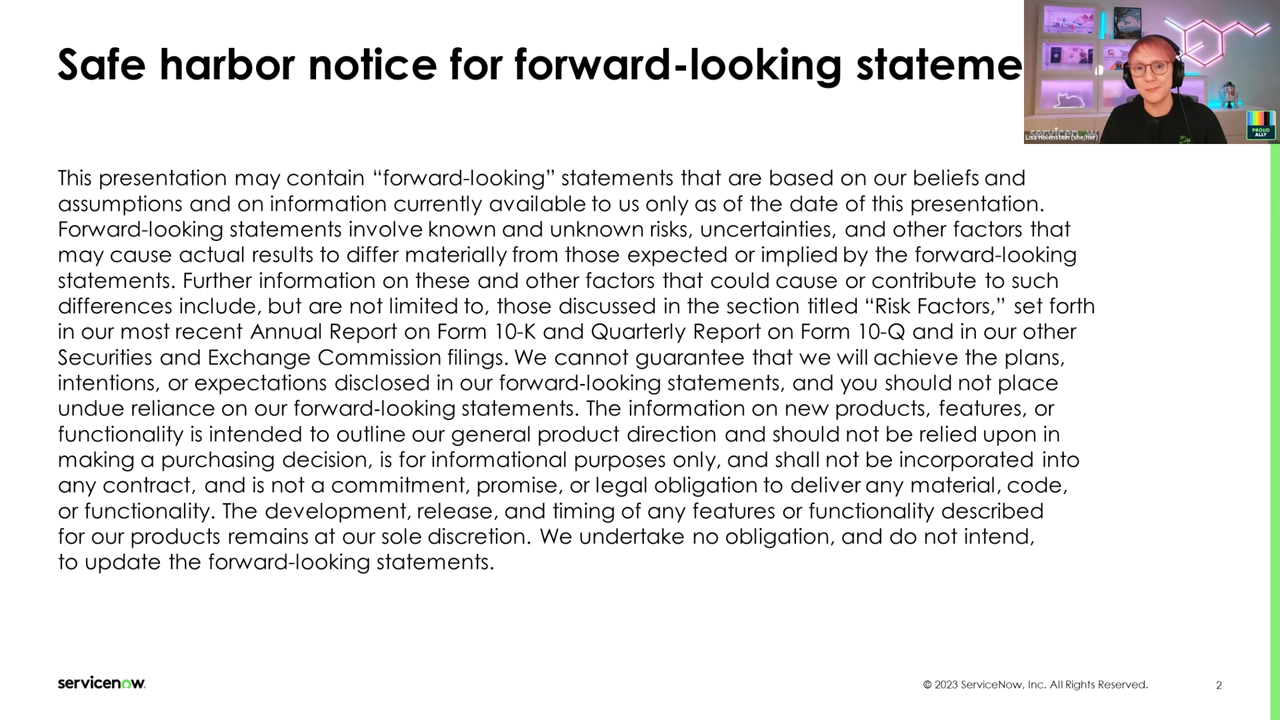 Safe harbor notice for forward-looking stateme
Lisa Holenstein (she/her)
PROUD
ALLY
This presentation may contain “forward-looking” statements that are based on our beliefs and
assumptions and on information currently available to us only as of the date of this presentation.
Forward-looking statements involve known and unknown risks, uncertainties, and other factors that
may cause actual results to differ materially from those expected or implied by the forward-looking
statements. Further information on these and other factors that could cause or contribute to such
differences include, but are not limited to, those discussed in the section titled “Risk Factors,” set forth
in our most recent Annual Report on Form 10-K and Quarterly Report on Form 10-Q and in our other
Securities and Exchange Commission filings. We cannot guarantee that we will achieve the plans,
intentions, or expectations disclosed in our forward-looking statements, and you should not place
undue reliance on our forward-looking statements. The information on new products, features, or
functionality is intended to outline our general product direction and should not be relied upon in
making a purchasing decision, is for informational purposes only, and shall not be incorporated into
any contract, and is not a commitment, promise, or legal obligation to deliver any material, code,
or functionality. The development, release, and timing of any features or functionality described
for our products remains at our sole discretion. We undertake no obligation, and do not intend,
to update the forward-looking statements.
servicenow.
© 2023 ServiceNow, Inc. All Rights Reserved.
2